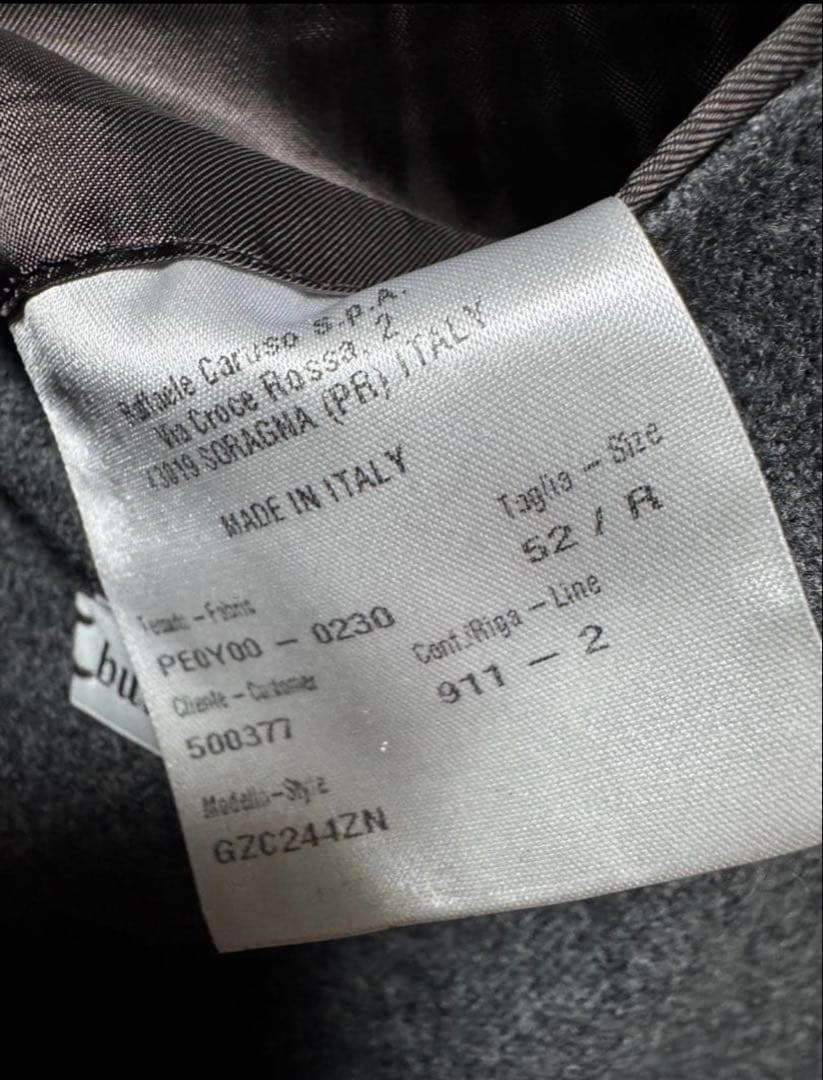 Raffaele Caruso S.P.A.
Via Croce Rossa, 2
43019 SORAGNA (PR) ITALY
MADE IN ITALY
Taglia - Size
52 / R
Tessuto - Fabric
PE0Y00 - 0230
Conf./Riga - Line
911 - 2
Cliente - Customer
500377
Modello - Style
GZC244ZN